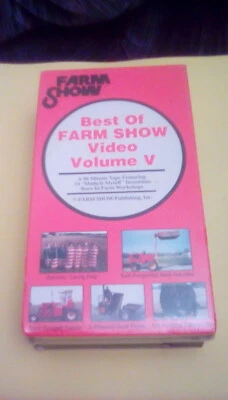 FARM
SHOW
Best Of
FARM SHOW
Video
Volume V
A 90 Minute Tape Featuring
"Made It Myself" Inventions
Born In Farm Workshops
© FARM SHOW Publishing, Inc.